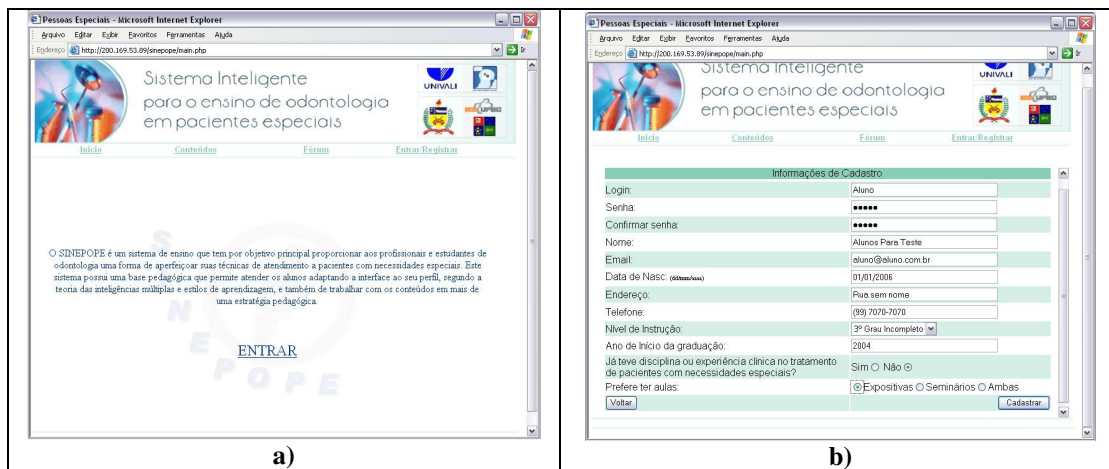 Pessoas Especiais - Microsoft Internet Explorer
Arquivo Editar Exibir Favoritos Ferramentas Ajuda
Endereço http://200.169.53.89/sinepope/main.php Ir
Sistema Inteligente
para o ensino de odontologia
em pacientes especiais
UNIVALI
Início Conteúdos Fórum Entrar/Registrar
O SINEPOPE é um sistema de ensino que tem por objetivo principal proporcionar aos profissionais e estudantes de
odontologia uma forma de aperfeiçoar suas técnicas de atendimento a pacientes com necessidades especiais. Este
sistema possui uma base pedagógica que permite atender os alunos adaptando a interface ao seu perfil, segundo a
teoria das inteligências múltiplas e estilos de aprendizagem, e também de trabalhar com os conteúdos em mais de
uma estratégia pedagógica.
ENTRAR
SINEPOPE
a)
Pessoas Especiais - Microsoft Internet Explorer
Arquivo Editar Exibir Favoritos Ferramentas Ajuda
Endereço http://200.169.53.89/sinepope/main.php Ir
Sistema Inteligente
para o ensino de odontologia
em pacientes especiais
UNIVALI
Início Conteúdos Fórum Entrar/Registrar
Informações de Cadastro
Login: Aluno
Senha: •••••
Confirmar senha: •••••
Nome: Alunos Para Teste
Email: aluno@aluno.com.br
Data de Nasc: 01/01/2006
Endereço: Rua sem nome
Telefone: (99) 7070-7070
Nível de Instrução: 3º Grau Incompleto
Ano de Início da graduação: 2004
Já teve disciplina ou experiência clínica no tratamento
de pacientes com necessidades especiais? Sim Não
Prefere ter aulas: Expositivas Seminários Ambas
Voltar Cadastrar
b)